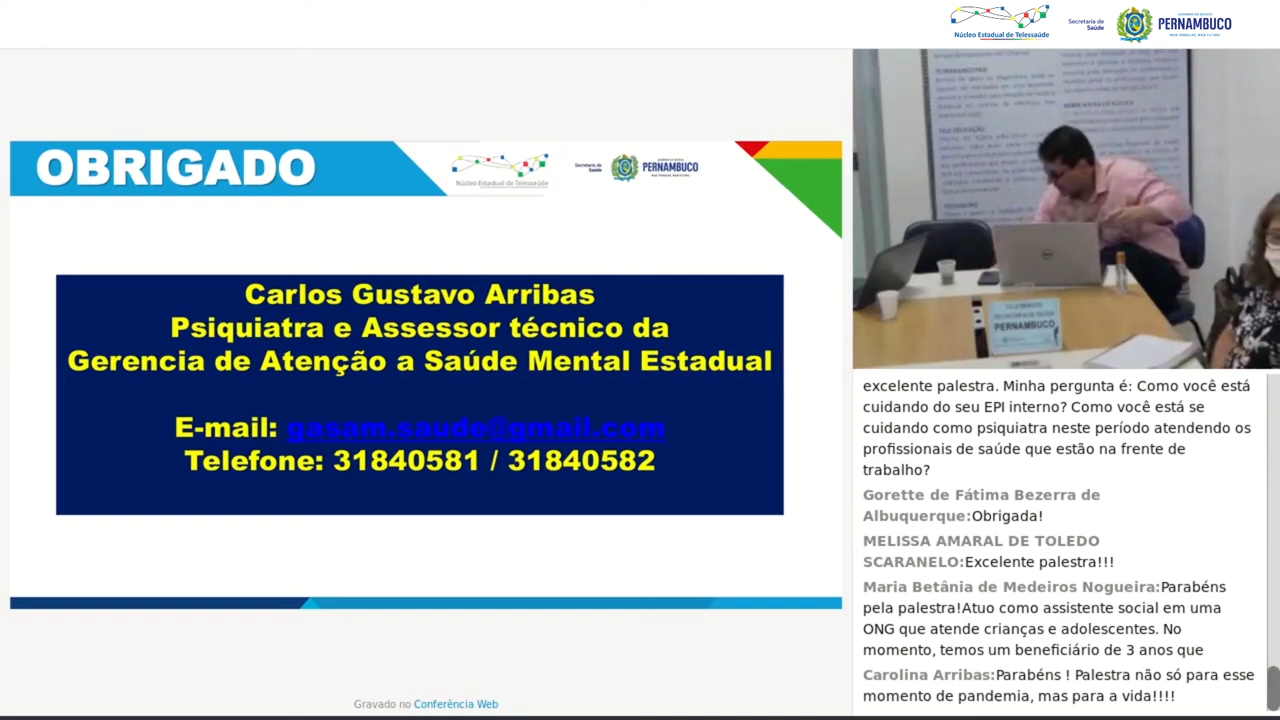 Núcleo Estadual de Telessaúde
Secretaria de
Saúde
PERNAMBUCO
OBRIGADO
Núcleo Estadual de Telessaúde
Secretaria de
Saúde
PERNAMBUCO
Carlos Gustavo Arribas
Psiquiatra e Assessor técnico da
Gerencia de Atenção a Saúde Mental Estadual
E-mail: gasam.saude@gmail.com
Telefone: 31840581 / 31840582
PERNAMBUCO
excelente palestra. Minha pergunta é: Como você está
cuidando do seu EPI interno? Como você está se
cuidando como psiquiatra neste período atendendo os
profissionais de saúde que estão na frente de
trabalho?
Gorette de Fátima Bezerra de
Albuquerque:Obrigada!
MELISSA AMARAL DE TOLEDO
SCARANELO:Excelente palestra!!!
Maria Betânia de Medeiros Nogueira:Parabéns
pela palestra!Atuo como assistente social em uma
ONG que atende crianças e adolescentes. No
momento, temos um beneficiário de 3 anos que
Carolina Arribas:Parabéns ! Palestra não só para esse
momento de pandemia, mas para a vida!!!!
Gravado no Conferência Web